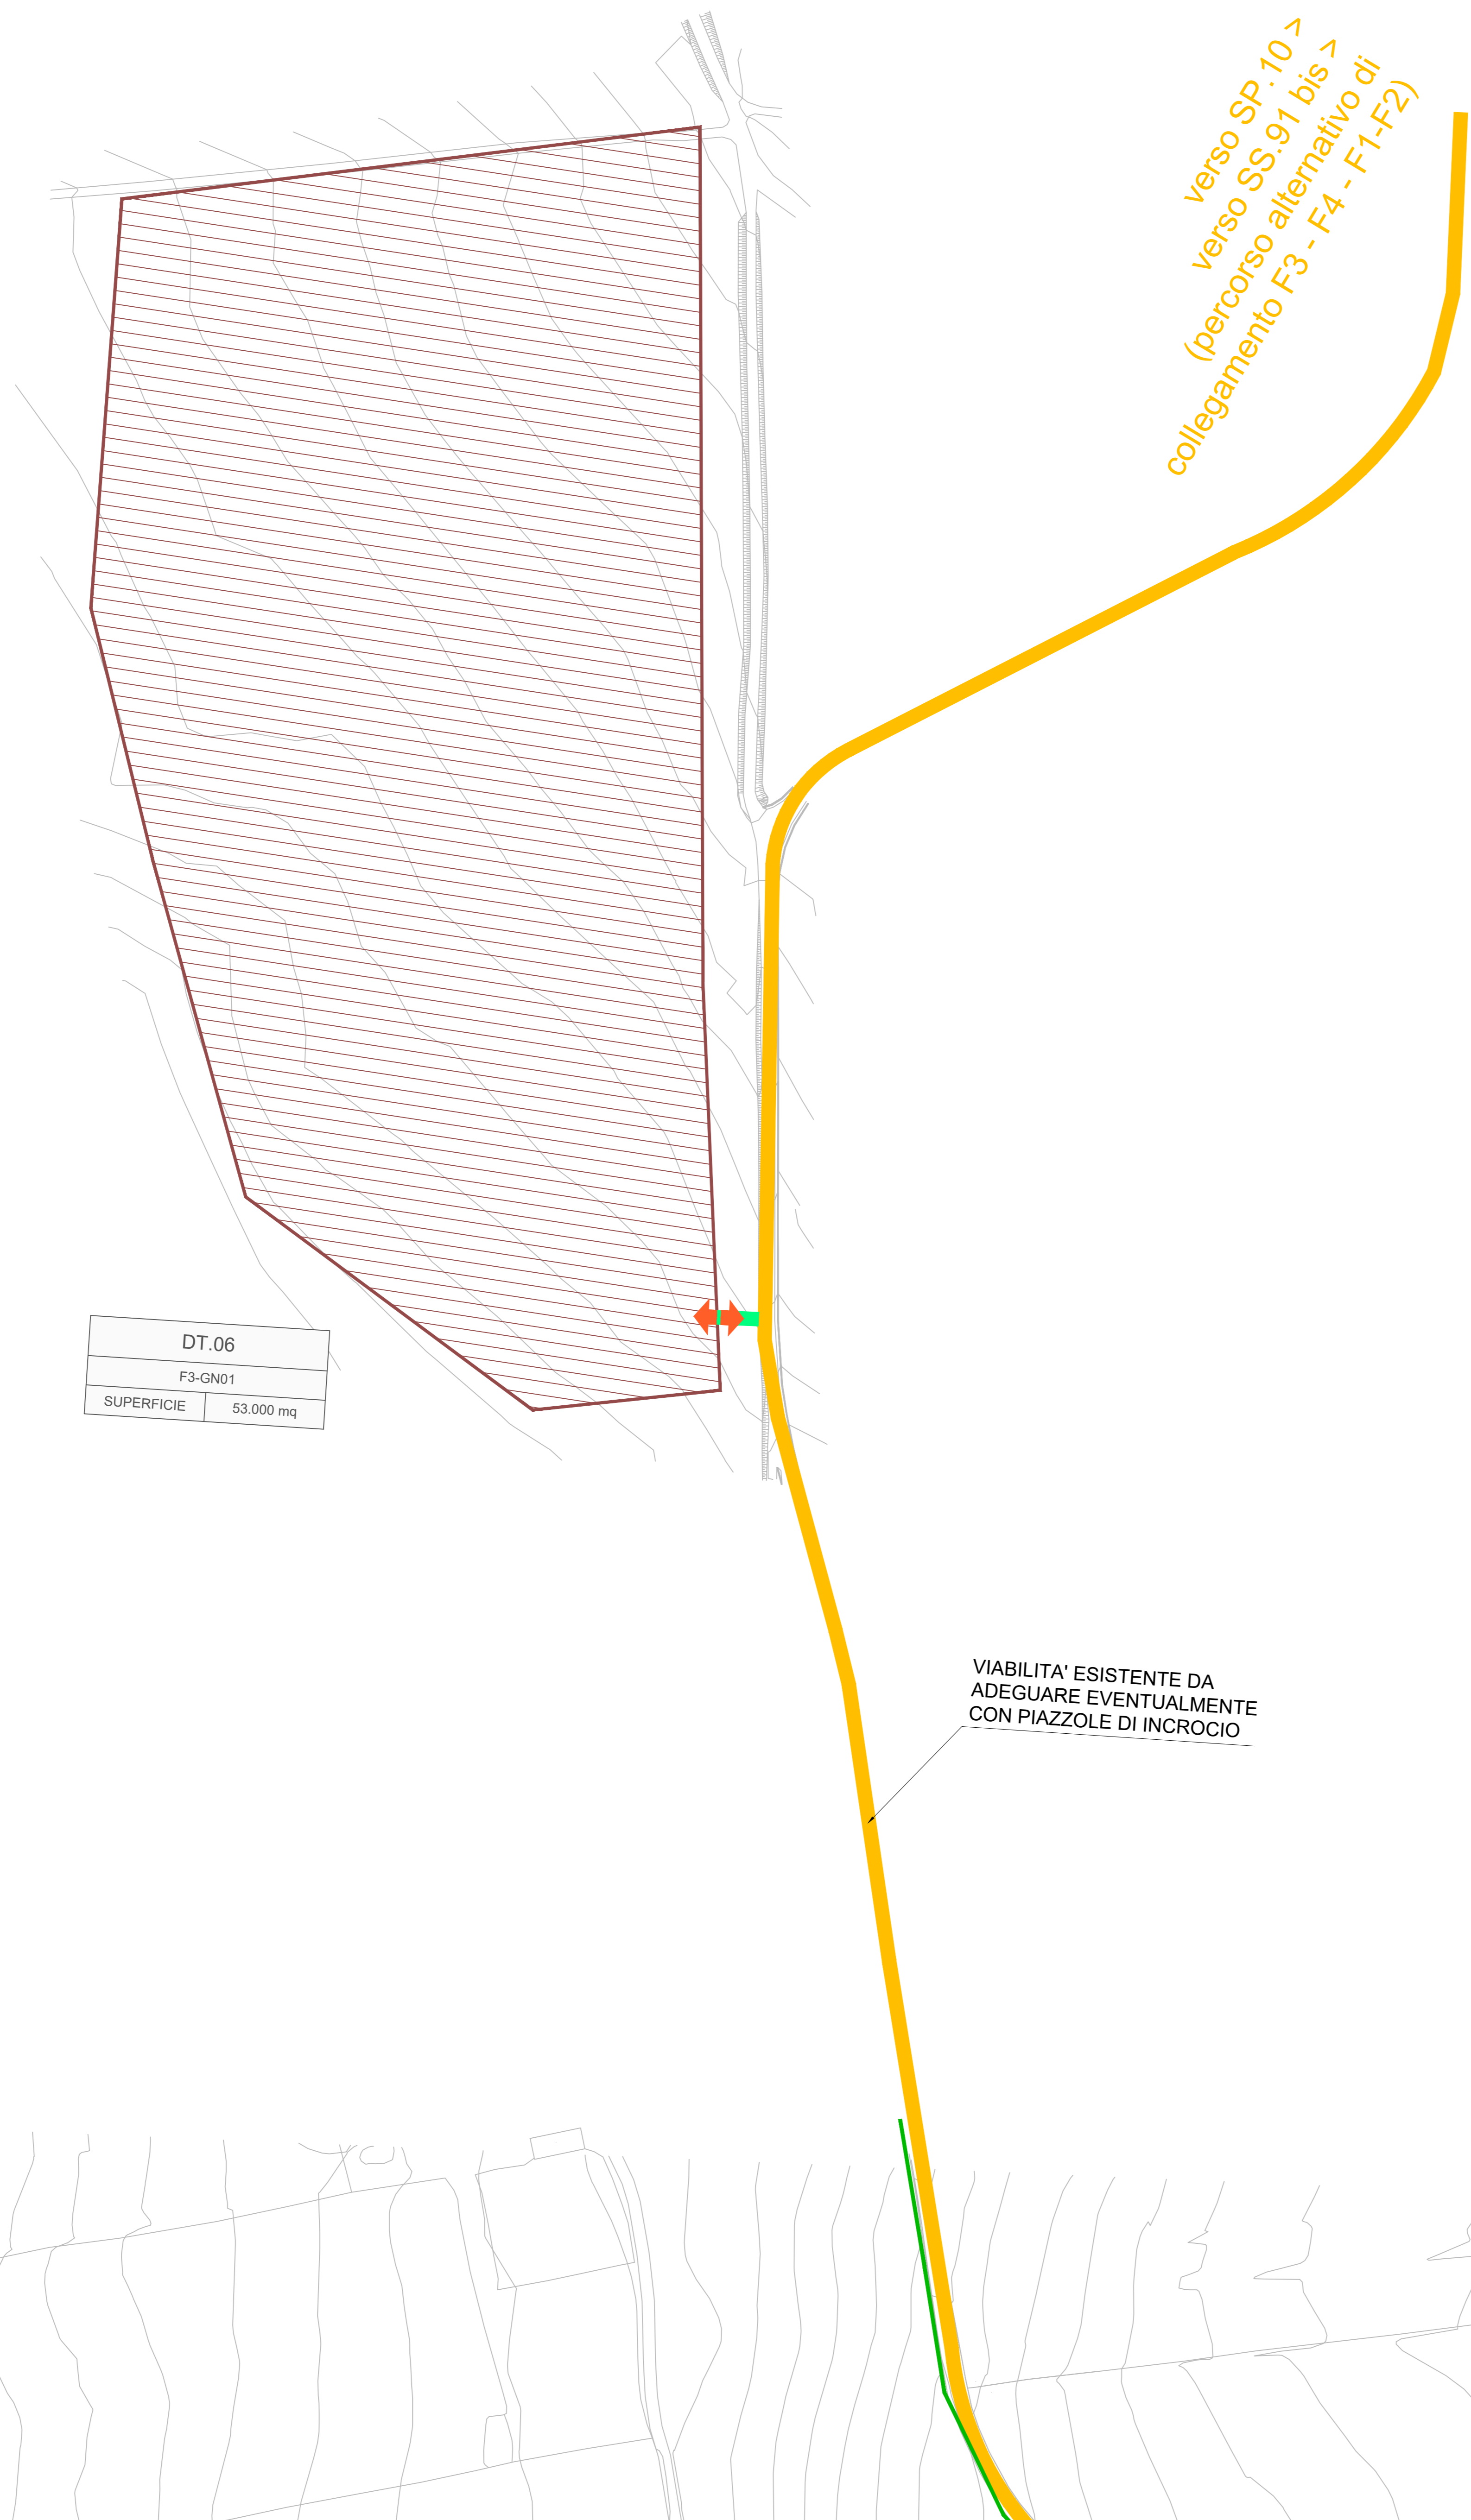 verso SP.10 >
verso SS.91 bis >
(percorso alternativo di
collegamento F3 - F4 - F1-F2)
DT.06
F3-GN01
SUPERFICIE 53.000 mq
VIABILITA' ESISTENTE DA
ADEGUARE EVENTUALMENTE
CON PIAZZOLE DI INCROCIO